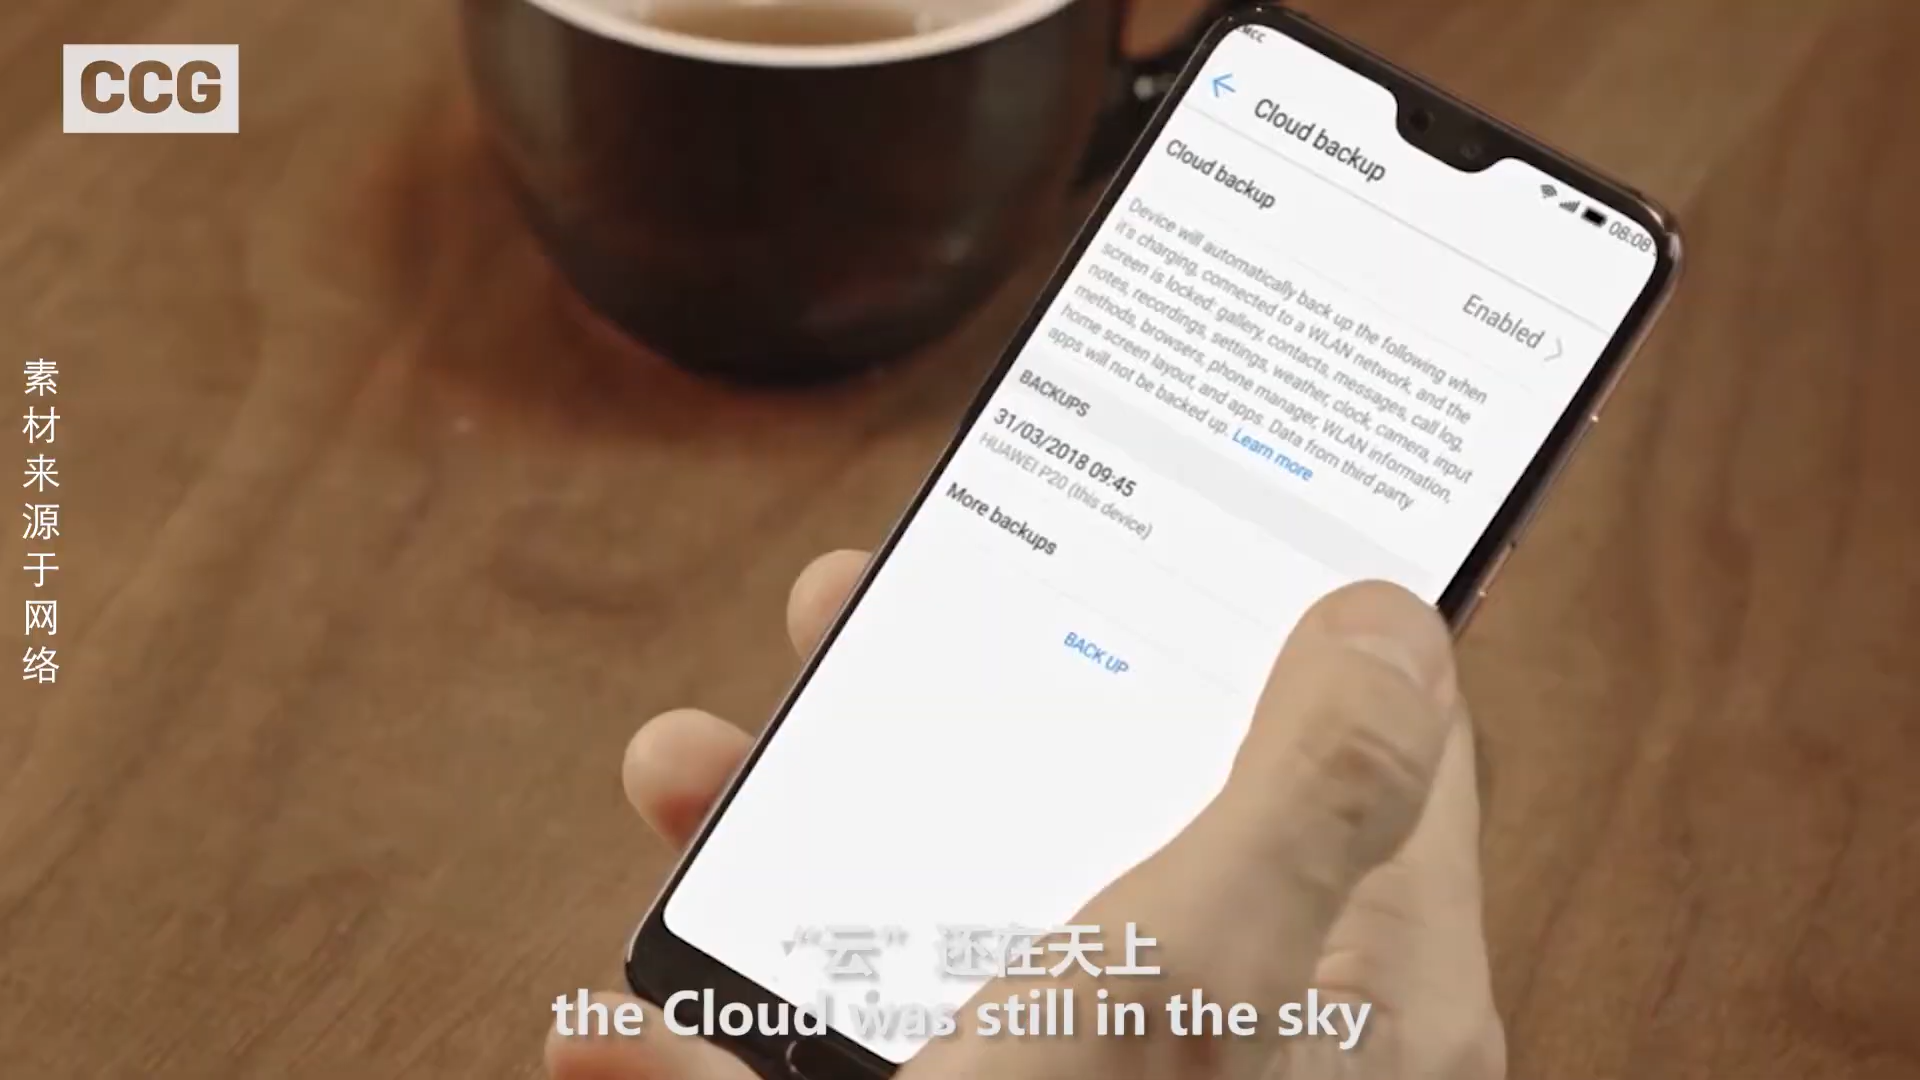 CCG
素材来源于网络
Cloud backup
08:08
Cloud backup
Enabled
Device will automatically back up the following when
it's charging, connected to a WLAN network, and the
screen is locked: gallery, contacts, messages, call log,
notes, recordings, settings, weather, clock, camera, input
methods, browsers, phone manager, WLAN information,
home screen layout, and apps. Data from third party
apps will not be backed up. Learn more
BACKUPS
31/03/2018 09:45
HUAWEI P20 (this device)
More backups
BACK UP
“云” 还在天上
the Cloud was still in the sky